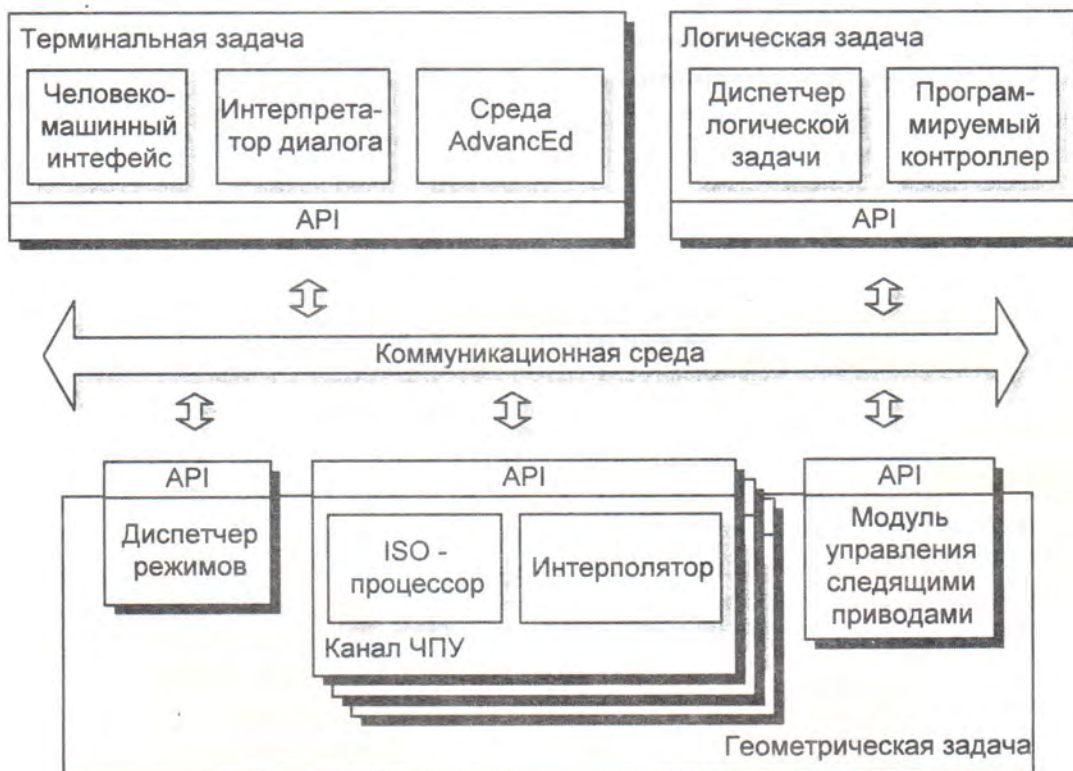 Терминальная задача
Человеко-
машинный
интефейс
Интерпрета-
тор диалога
Среда
AdvancEd
API
Логическая задача
Диспетчер
логической
задачи
Програм-
мируемый
контроллер
API
Коммуникационная среда
API
Диспетчер
режимов
API
ISO -
процессор
Интерполятор
Канал ЧПУ
API
Модуль
управления
следящими
приводами
Геометрическая задача